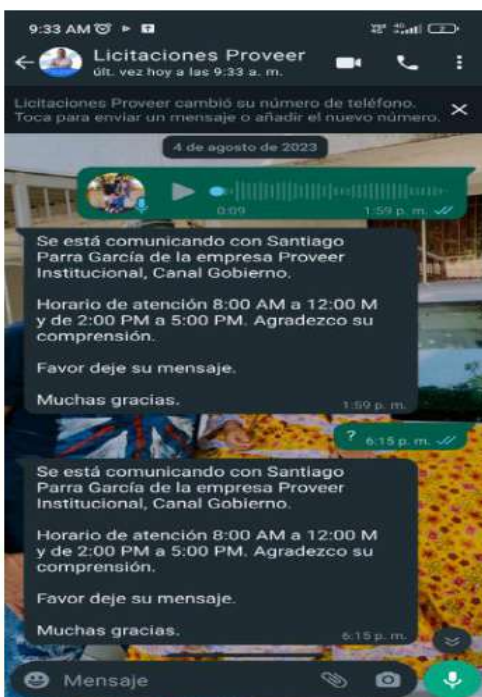 9:33 AM
Licitaciones Proveer
últ. vez hoy a las 9:33 a. m.
Licitaciones Proveer cambió su número de teléfono.
Toca para enviar un mensaje o añadir el nuevo número.
4 de agosto de 2023
0:09
1:59 p. m.
Se está comunicando con Santiago
Parra García de la empresa Proveer
Institucional, Canal Gobierno.
Horario de atención 8:00 AM a 12:00 M
y de 2:00 PM a 5:00 PM. Agradezco su
comprensión.
Favor deje su mensaje.
Muchas gracias.
1:59 p. m.
?
6:15 p. m.
Se está comunicando con Santiago
Parra García de la empresa Proveer
Institucional, Canal Gobierno.
Horario de atención 8:00 AM a 12:00 M
y de 2:00 PM a 5:00 PM. Agradezco su
comprensión.
Favor deje su mensaje.
Muchas gracias.
6:15 p. m.
Mensaje